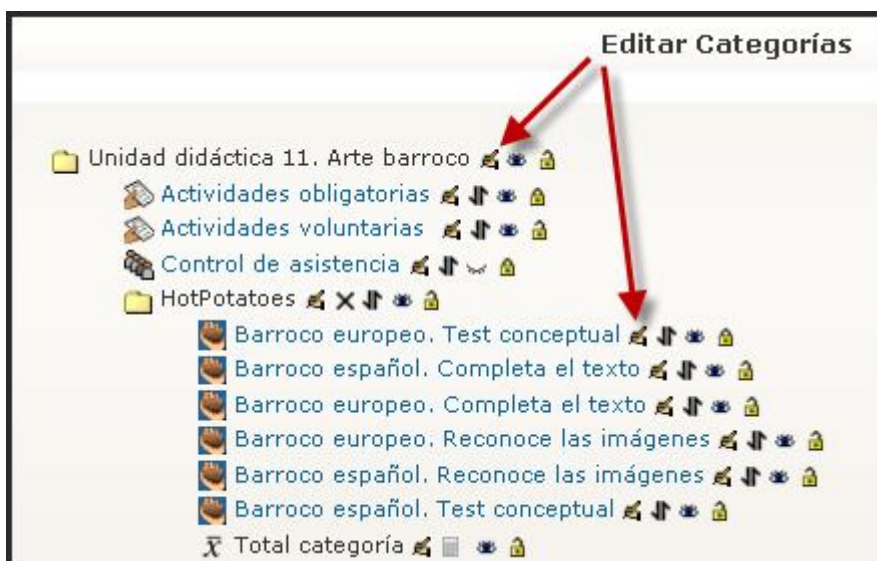 Editar Categorías
Unidad didáctica 11. Arte barroco
Actividades obligatorias
Actividades voluntarias
Control de asistencia
HotPotatoes
Barroco europeo. Test conceptual
Barroco español. Completa el texto
Barroco europeo. Completa el texto
Barroco europeo. Reconoce las imágenes
Barroco español. Reconoce las imágenes
Barroco español. Test conceptual
x̅ Total categoría